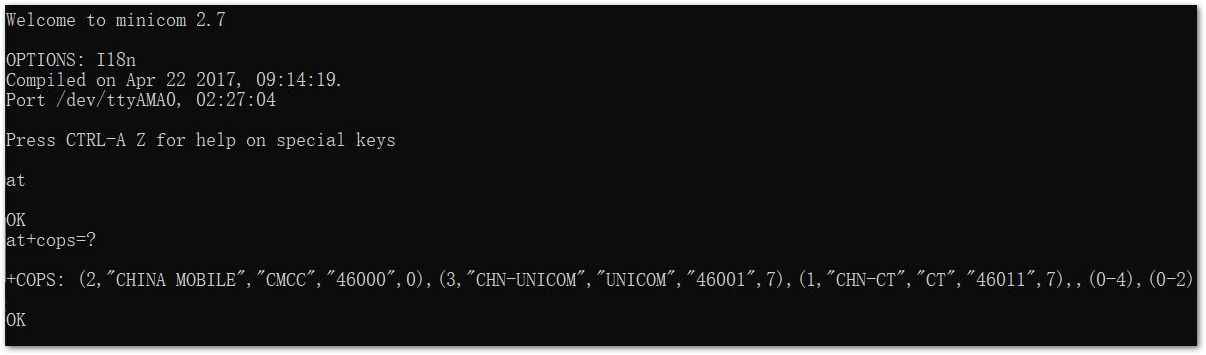 Welcome to minicom 2.7
OPTIONS: I18n
Compiled on Apr 22 2017, 09:14:19.
Port /dev/ttyAMA0, 02:27:04
Press CTRL-A Z for help on special keys
at
OK
at+cops=?
+COPS: (2,"CHINA MOBILE","CMCC","46000",0),(3,"CHN-UNICOM","UNICOM","46001",7),(1,"CHN-CT","CT","46011",7),,(0-4),(0-2)
OK